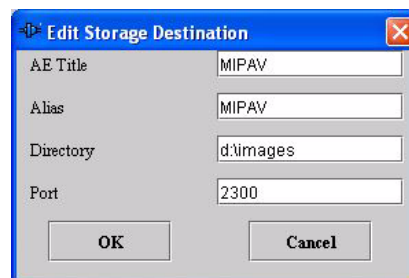 Edit Storage Destination
AE Title MIPAV
Alias MIPAV
Directory d:\images
Port 2300
OK Cancel